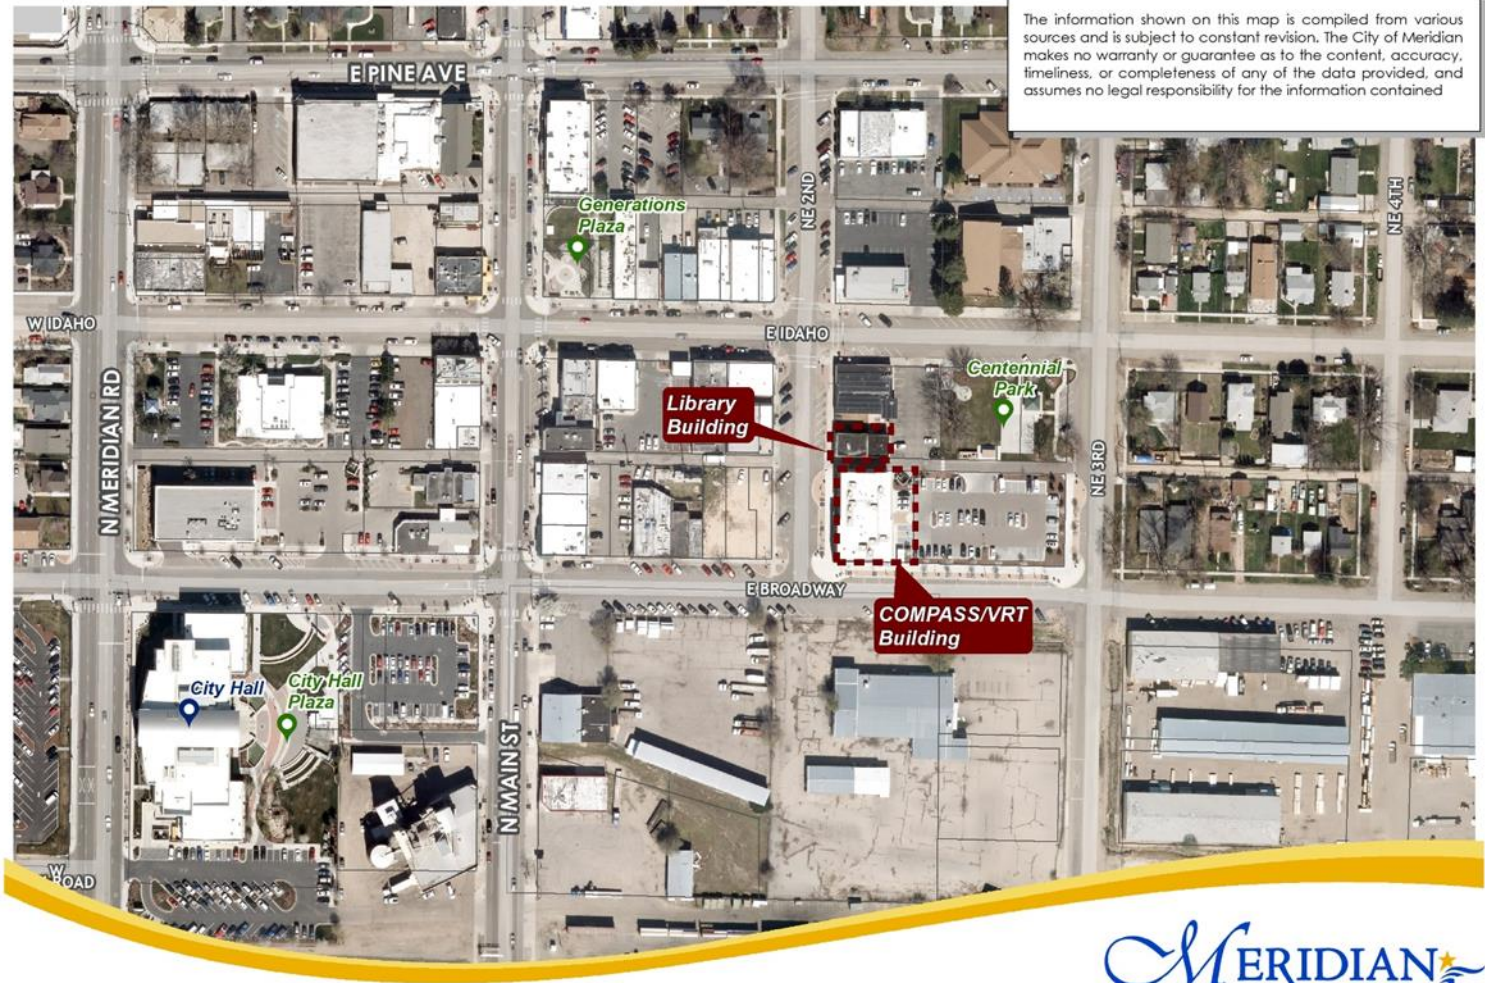 The information shown on this map is compiled from various
sources and is subject to constant revision. The City of Meridian
makes no warranty or guarantee as to the content, accuracy,
timeliness, or completeness of any of the data provided, and
assumes no legal responsibility for the information contained
E PINE AVE
NE 2ND
NE 4TH
Generations
Plaza
W IDAHO
E IDAHO
N MERIDIAN RD
Centennial
Park
Library
Building
NE 3RD
E BROADWAY
COMPASS/VRT
Building
City Hall
City Hall
Plaza
N MAIN ST
W
ROAD
MERIDIAN